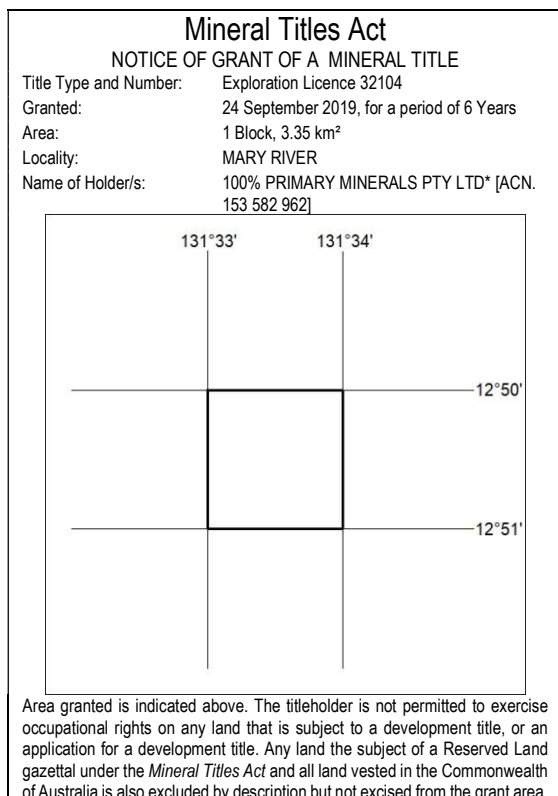 Mineral Titles Act
NOTICE OF GRANT OF A MINERAL TITLE
Title Type and Number: Exploration Licence 32104
Granted: 24 September 2019, for a period of 6 Years
Area: 1 Block, 3.35 km²
Locality: MARY RIVER
Name of Holder/s: 100% PRIMARY MINERALS PTY LTD* [ACN.
153 582 962]
131°33' 131°34'
12°50'
12°51'
Area granted is indicated above. The titleholder is not permitted to exercise
occupational rights on any land that is subject to a development title, or an
application for a development title. Any land the subject of a Reserved Land
gazettal under the Mineral Titles Act and all land vested in the Commonwealth
of Australia is also excluded by description but not excised from the grant area.